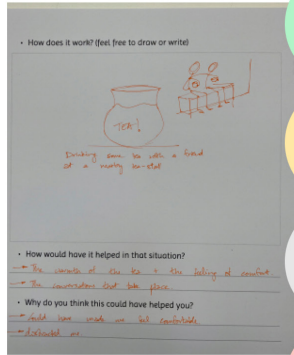 • How does it work? (feel free to draw or write)
TEA!
Drinking some tea with a friend
at a nearby tea-stall
• How would have it helped in that situation?
→ The warmth of the tea + the feeling of comfort
→ The conversations that take place.
• Why do you think this could have helped you?
→ Would have made me feel comfortable
→ distracted me